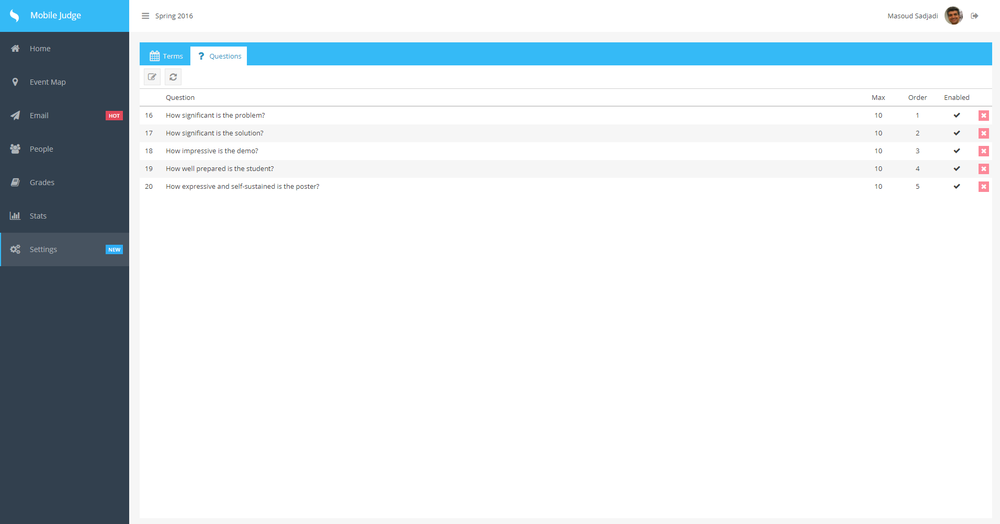 Mobile Judge
Spring 2016
Masoud Sadjadi
Home
Event Map
Email HOT
People
Grades
Stats
Settings NEW
Terms
? Questions
Question Max Order Enabled
16 How significant is the problem? 10 1
17 How significant is the solution? 10 2
18 How impressive is the demo? 10 3
19 How well prepared is the student? 10 4
20 How expressive and self-sustained is the poster? 10 5